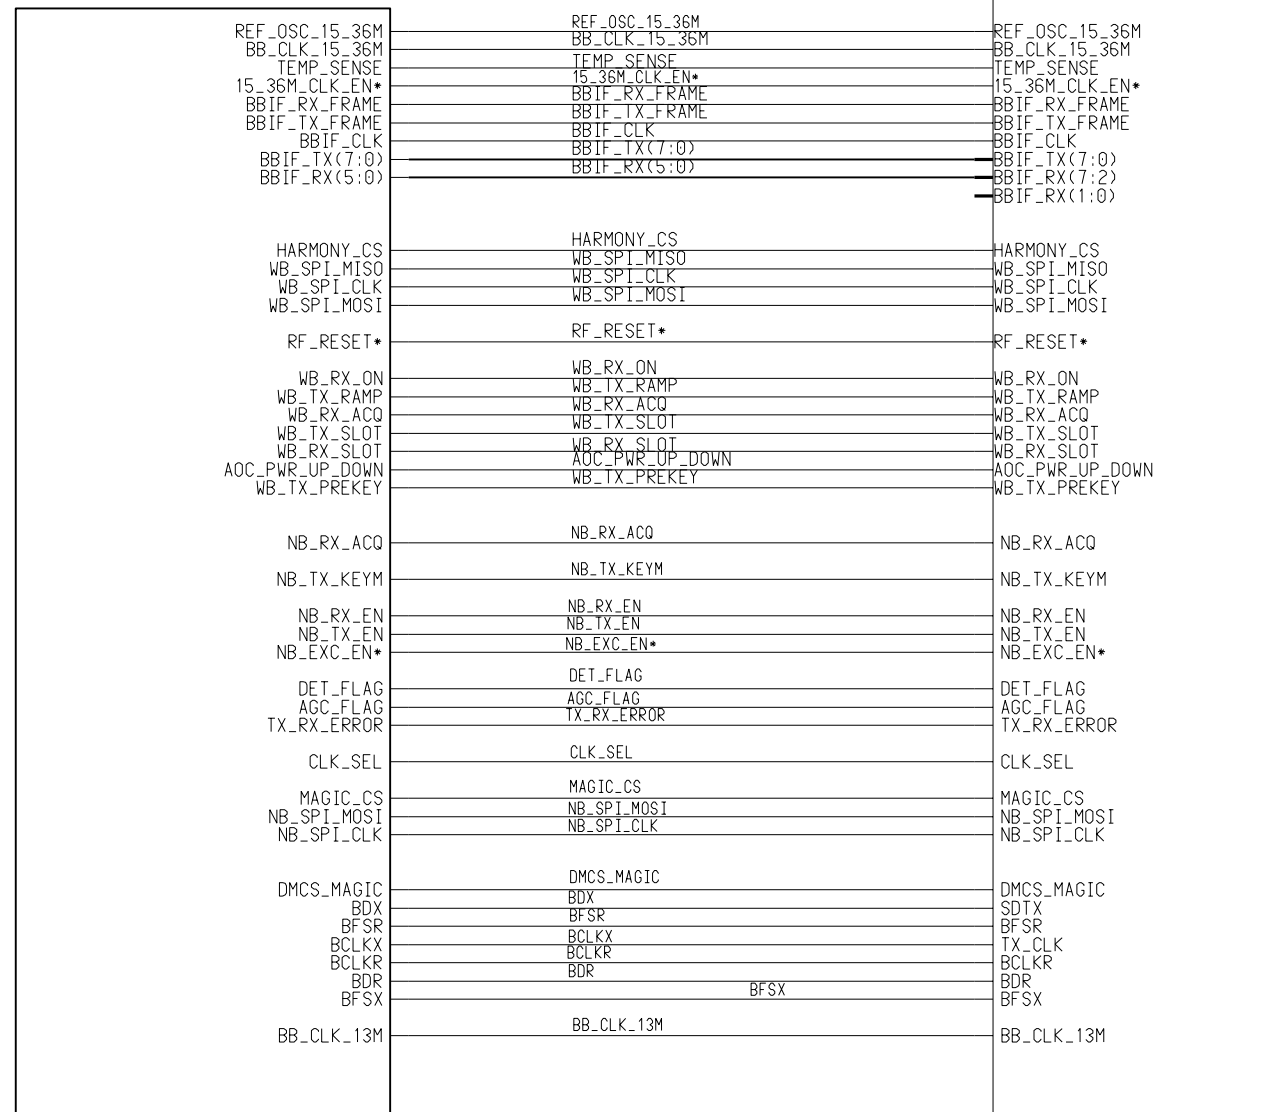 REF_OSC_15_36M REF_OSC_15_36M REF_OSC_15_36M
BB_CLK_15_36M BB_CLK_15_36M BB_CLK_15_36M
TEMP_SENSE TEMP_SENSE TEMP_SENSE
15_36M_CLK_EN* 15_36M_CLK_EN* 15_36M_CLK_EN*
BBIF_RX_FRAME BBIF_RX_FRAME BBIF_RX_FRAME
BBIF_TX_FRAME BBIF_TX_FRAME BBIF_TX_FRAME
BBIF_CLK BBIF_CLK BBIF_CLK
BBIF_TX(7:0) BBIF_TX(7:0) BBIF_TX(7:0)
BBIF_RX(5:0) BBIF_RX(5:0) BBIF_RX(7:2)
BBIF_RX(1:0)
HARMONY_CS HARMONY_CS HARMONY_CS
WB_SPI_MISO WB_SPI_MISO WB_SPI_MISO
WB_SPI_CLK WB_SPI_CLK WB_SPI_CLK
WB_SPI_MOSI WB_SPI_MOSI WB_SPI_MOSI
RF_RESET* RF_RESET* RF_RESET*
WB_RX_ON WB_RX_ON WB_RX_ON
WB_TX_RAMP WB_TX_RAMP WB_TX_RAMP
WB_RX_ACQ WB_RX_ACQ WB_RX_ACQ
WB_TX_SLOT WB_TX_SLOT WB_TX_SLOT
WB_RX_SLOT WB_RX_SLOT WB_RX_SLOT
AOC_PWR_UP_DOWN AOC_PWR_UP_DOWN AOC_PWR_UP_DOWN
WB_TX_PREKEY WB_TX_PREKEY WB_TX_PREKEY
NB_RX_ACQ NB_RX_ACQ NB_RX_ACQ
NB_TX_KEYM NB_TX_KEYM NB_TX_KEYM
NB_RX_EN NB_RX_EN NB_RX_EN
NB_TX_EN NB_TX_EN NB_TX_EN
NB_EXC_EN* NB_EXC_EN* NB_EXC_EN*
DET_FLAG DET_FLAG DET_FLAG
AGC_FLAG AGC_FLAG AGC_FLAG
TX_RX_ERROR TX_RX_ERROR TX_RX_ERROR
CLK_SEL CLK_SEL CLK_SEL
MAGIC_CS MAGIC_CS MAGIC_CS
NB_SPI_MOSI NB_SPI_MOSI NB_SPI_MOSI
NB_SPI_CLK NB_SPI_CLK NB_SPI_CLK
DMCS_MAGIC DMCS_MAGIC DMCS_MAGIC
BDX BDX SDTX
BFSR BFSR BFSR
BCLKX BCLKX TX_CLK
BCLKR BCLKR BCLKR
BDR BDR BDR
BFSX BFSX BFSX
BB_CLK_13M BB_CLK_13M BB_CLK_13M